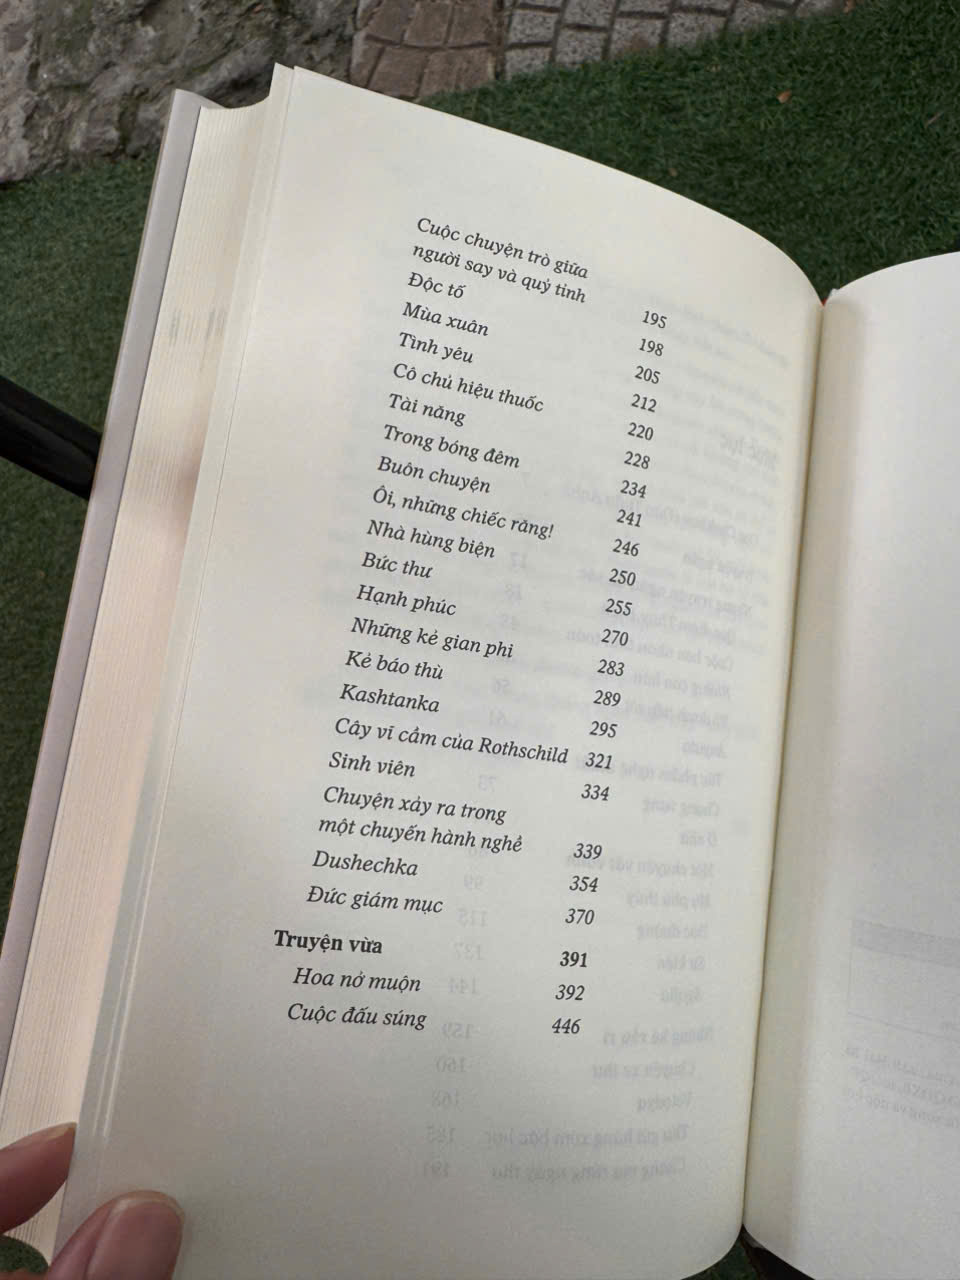 Cuộc chuyện trò giữa
người say và quỷ tinh 195
Độc tố 198
Mùa xuân 205
Tình yêu 212
Cô chủ hiệu thuốc 220
Tài năng 228
Trong bóng đêm 234
Buôn chuyện 241
Ôi, những chiếc răng! 246
Nhà hùng biện 250
Bức thư 255
Hạnh phúc 270
Những kẻ gian phi 283
Kẻ báo thù 289
Kashtanka 295
Cây vĩ cầm của Rothschild 321
Sinh viên 334
Chuyện xảy ra trong
một chuyến hành nghề 339
Dushechka 354
Đức giám mục 370
Truyện vừa 391
Hoa nở muộn 392
Cuộc đấu súng 446